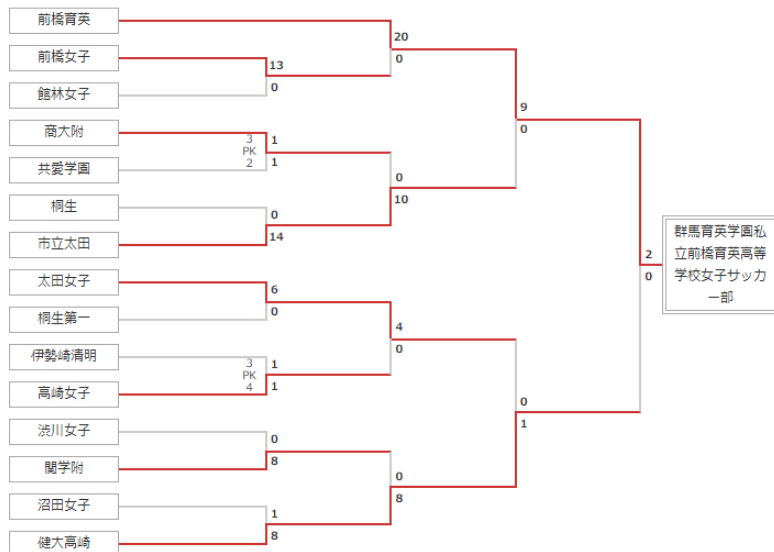 前橋育英
20
前橋女子
13
0
0
館林女子
9
0
商大附
3
PK
2
1
1
共愛学園
0
10
桐生
0
14
市立太田
群馬育英学園私
立前橋育英高等
学校女子サッカ
ー部
2
0
太田女子
6
0
桐生第一
4
0
伊勢崎清明
3
PK
4
1
1
高崎女子
0
1
渋川女子
0
8
関学附
0
8
沼田女子
1
8
健大高崎